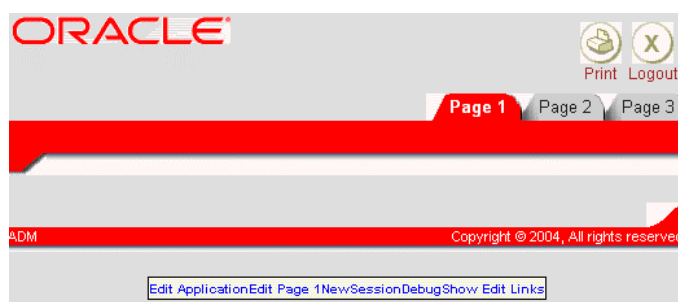 ORACLE
Print Logout
Page 1 Page 2 Page 3
ADM Copyright © 2004, All rights reserve
Edit ApplicationEdit Page 1NewSessionDebugShow Edit Links